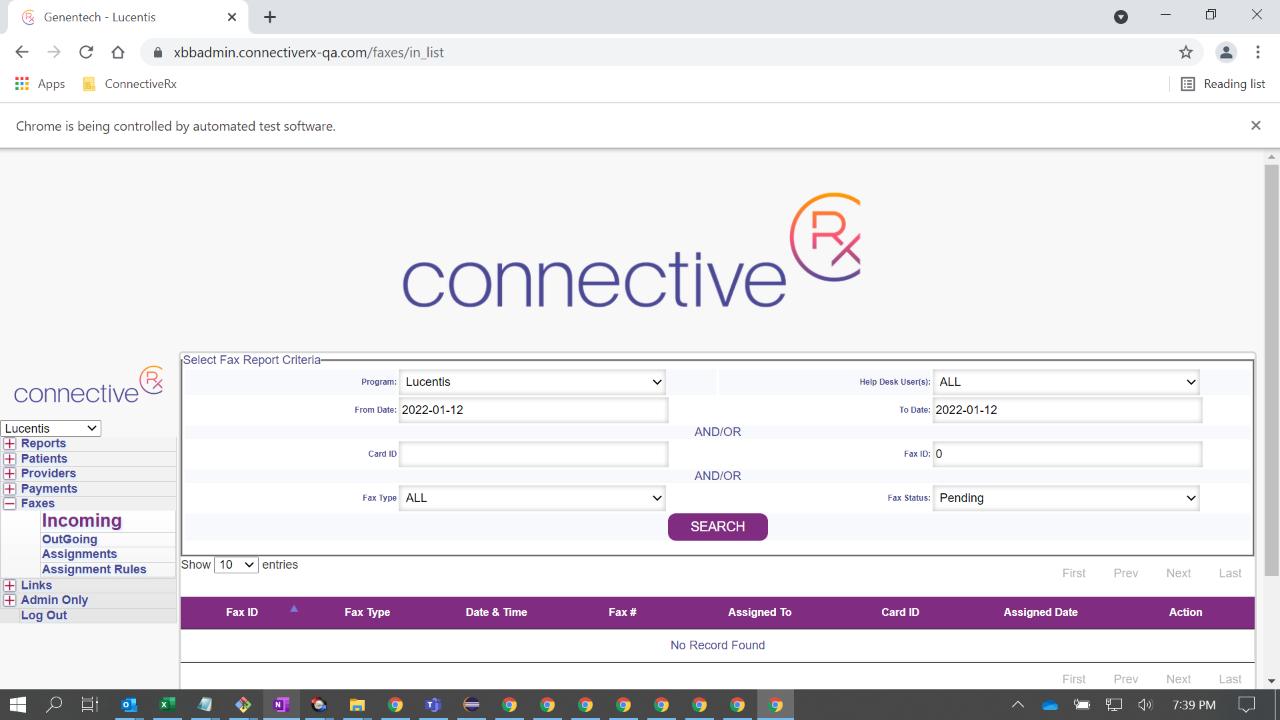 Genentech - Lucentis
xbbadmin.connectiverx-qa.com/faxes/in_list
Apps ConnectiveRx Reading list
Chrome is being controlled by automated test software.
connective Rx
connective Rx
Lucentis
Reports
Patients
Providers
Payments
Faxes
Incoming
OutGoing
Assignments
Assignment Rules
Links
Admin Only
Log Out
Select Fax Report Criteria
Program: Lucentis Help Desk User(s): ALL
From Date: 2022-01-12 To Date: 2022-01-12
AND/OR
Card ID Fax ID: 0
AND/OR
Fax Type ALL Fax Status: Pending
SEARCH
Show 10 entries
First Prev Next Last
Fax ID Fax Type Date & Time Fax # Assigned To Card ID Assigned Date Action
No Record Found
First Prev Next Last
7:39 PM